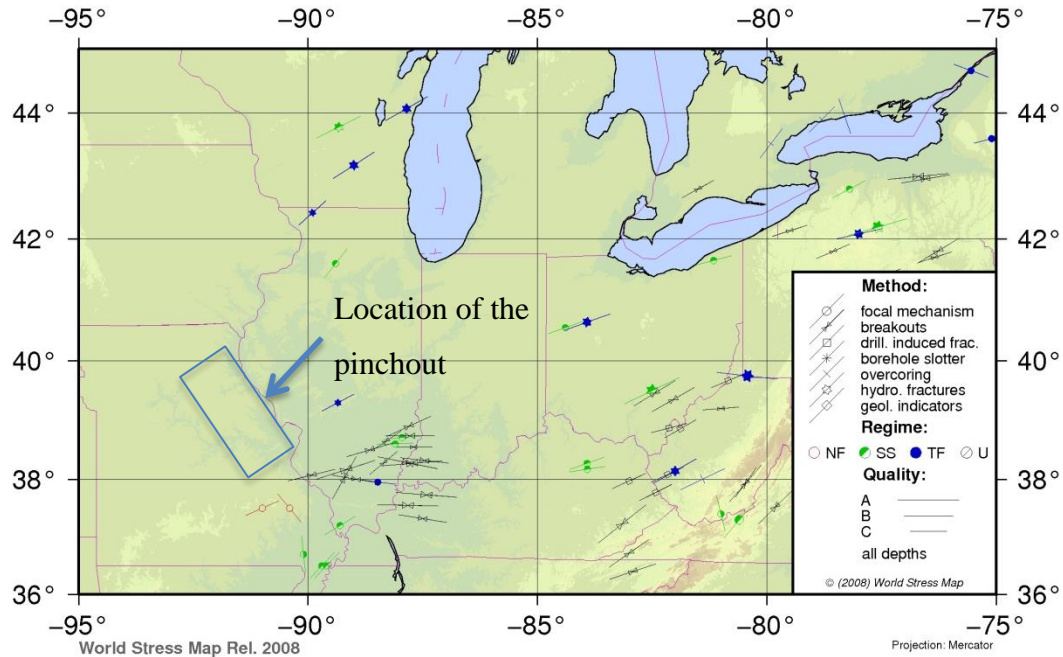 −95° −90° −85° −80° −75°
44° 44°
42° 42°
Location of the
pinchout
40° 40°
38° 38°
36° 36°
−95° −90° −85° −80° −75°
Method:
focal mechanism
breakouts
drill. induced frac.
borehole slotter
overcoring
hydro. fractures
geol. indicators
Regime:
NF SS TF U
Quality:
A
B
C
all depths
© (2008) World Stress Map
World Stress Map Rel. 2008
Projection: Mercator